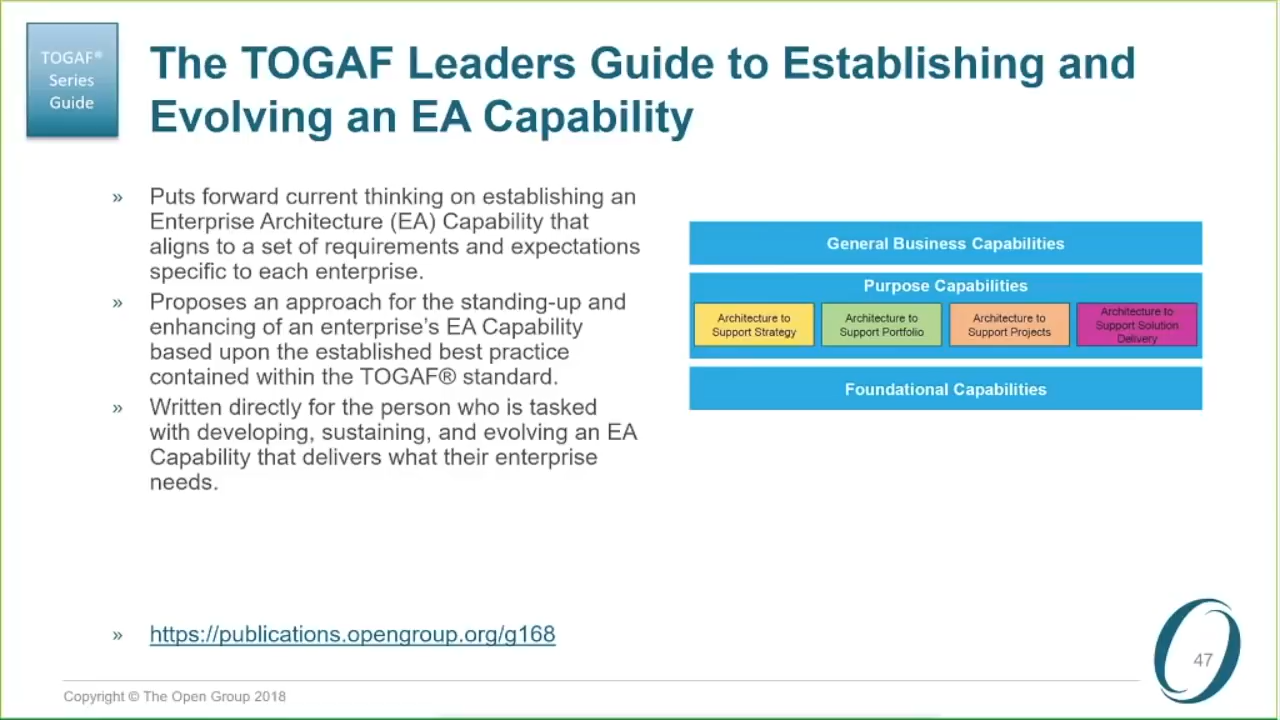 TOGAF®
Series
Guide
The TOGAF Leaders Guide to Establishing and
Evolving an EA Capability
» Puts forward current thinking on establishing an
Enterprise Architecture (EA) Capability that
aligns to a set of requirements and expectations
specific to each enterprise.
» Proposes an approach for the standing-up and
enhancing of an enterprise’s EA Capability
based upon the established best practice
contained within the TOGAF® standard.
» Written directly for the person who is tasked
with developing, sustaining, and evolving an EA
Capability that delivers what their enterprise
needs.
» https://publications.opengroup.org/g168
General Business Capabilities
Purpose Capabilities
Architecture to
Support Strategy
Architecture to
Support Portfolio
Architecture to
Support Projects
Architecture to
Support Solution
Delivery
Foundational Capabilities
Copyright © The Open Group 2018
47